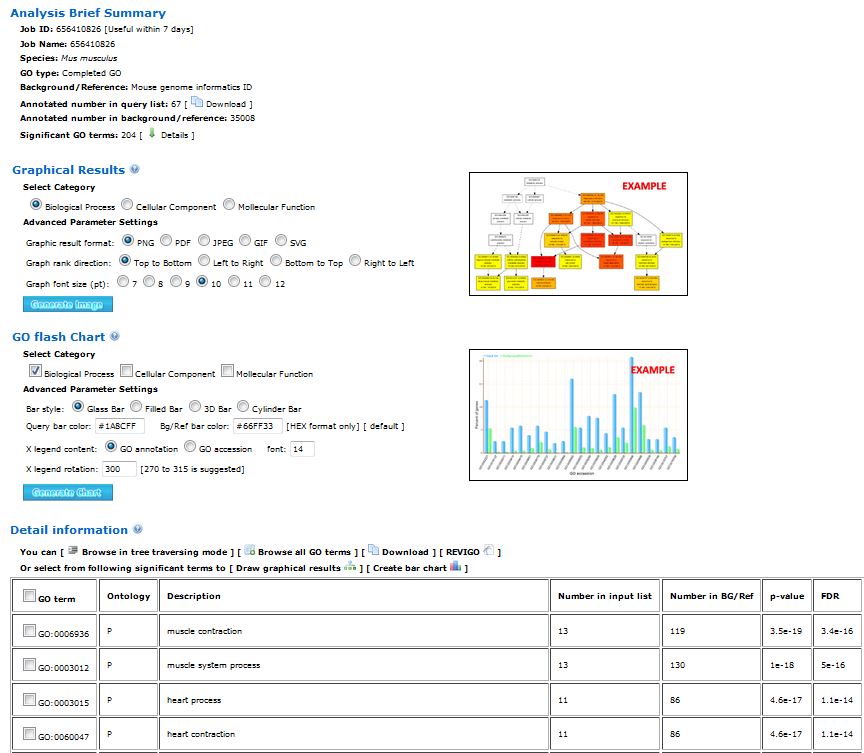 Analysis Brief Summary
Job ID: 656410826 [Useful within 7 days]
Job Name: 656410826
Species: Mus musculus
GO type: Completed GO
Background/Reference: Mouse genome informatics ID
Annotated number in query list: 67 [ Download ]
Annotated number in background/reference: 35008
Significant GO terms: 204 [ Details ]
Graphical Results
Select Category
Biological Process Cellular Component Molecular Function
Advanced Parameter Settings
Graphic result format: PNG PDF JPEG GIF SVG
Graph rank direction: Top to Bottom Left to Right Bottom to Top Right to Left
Graph font size (pt): 7 8 9 10 11 12
Generate Image
EXAMPLE
GO flash Chart
Select Category
Biological Process Cellular Component Molecular Function
Advanced Parameter Settings
Bar style: Glass Bar Filled Bar 3D Bar Cylinder Bar
Query bar color: #1A8CFF Bg/Ref bar color: #66FF33 [HEX format only] [ default ]
X legend content: GO annotation GO accession font: 14
X legend rotation: 300 [270 to 315 is suggested]
Generate Chart
EXAMPLE
GO accession
Detail information
You can [ Browse in tree traversing mode ] [ Browse all GO terms ] [ Download ] [ REVIGO ]
Or select from following significant terms to [ Draw graphical results ] [ Create bar chart ]
GO term Ontology Description Number in input list Number in BG/Ref p-value FDR
GO:0006936 P muscle contraction 13 119 3.5e-19 3.4e-16
GO:0003012 P muscle system process 13 130 1e-18 5e-16
GO:0003015 P heart process 11 86 4.6e-17 1.1e-14
GO:0060047 P heart contraction 11 86 4.6e-17 1.1e-14